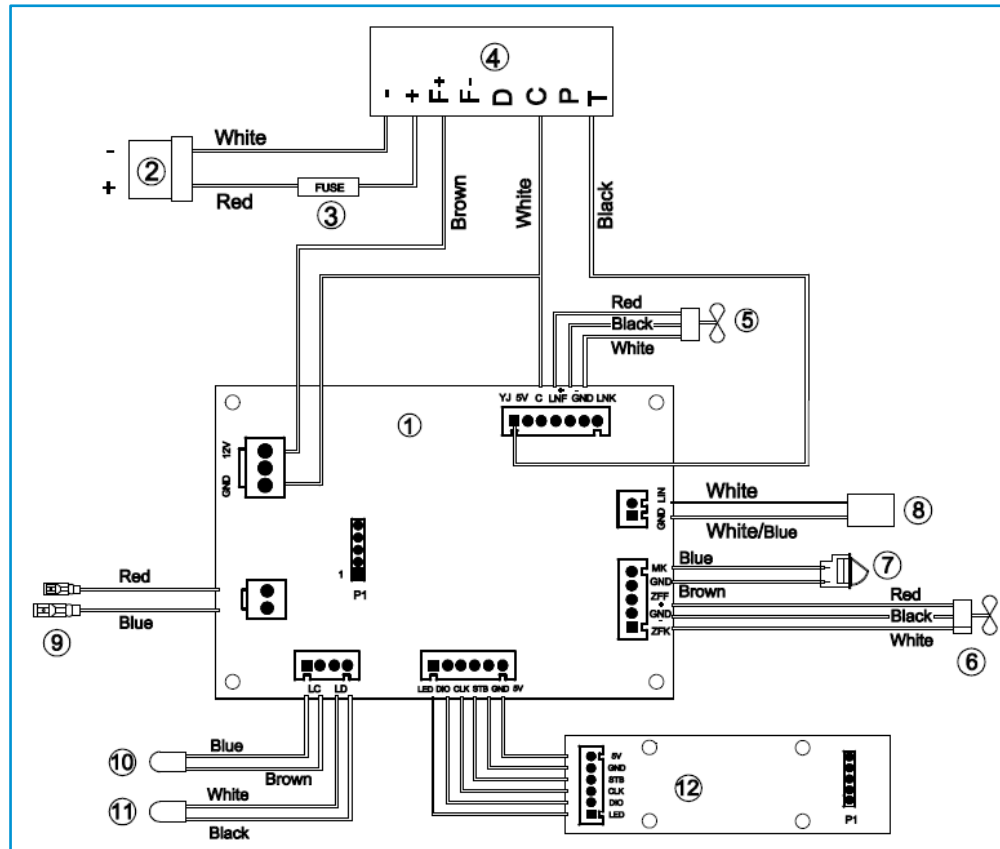 ④
- + F+ F- D C P T
White
- ②
+
Red FUSE
③
Brown
White
Black
Red
Black ⑤
White
①
YJ 5V C LNF + - GND LNK
12V
GND
LIN
GND
White
⑧
White/Blue
MK
GND
ZFF
+
GND
-
ZFK
Blue
⑦
Brown
Red
Black
White
⑥
1
P1
Red
Blue
⑨
LC LD
LED DIO CLK STB GND 5V
⑩ Blue
Brown
⑪ White
Black
5V
GND
STB
CLK
DIO
LED
⑫
P1